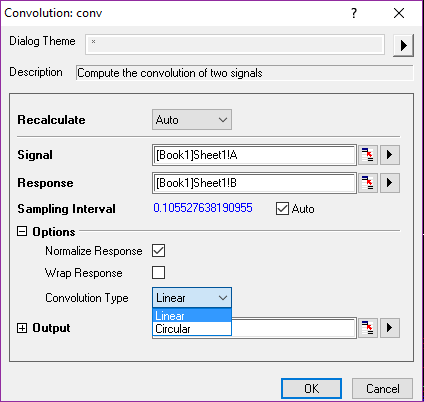 Convolution: conv ? ×
Dialog Theme *
Description Compute the convolution of two signals
Recalculate Auto
Signal [Book1]Sheet1!A
Response [Book1]Sheet1!B
Sampling Interval 0.105527638190955 Auto
Options
Normalize Response
Wrap Response
Convolution Type Linear
Linear
Circular
Output
OK Cancel